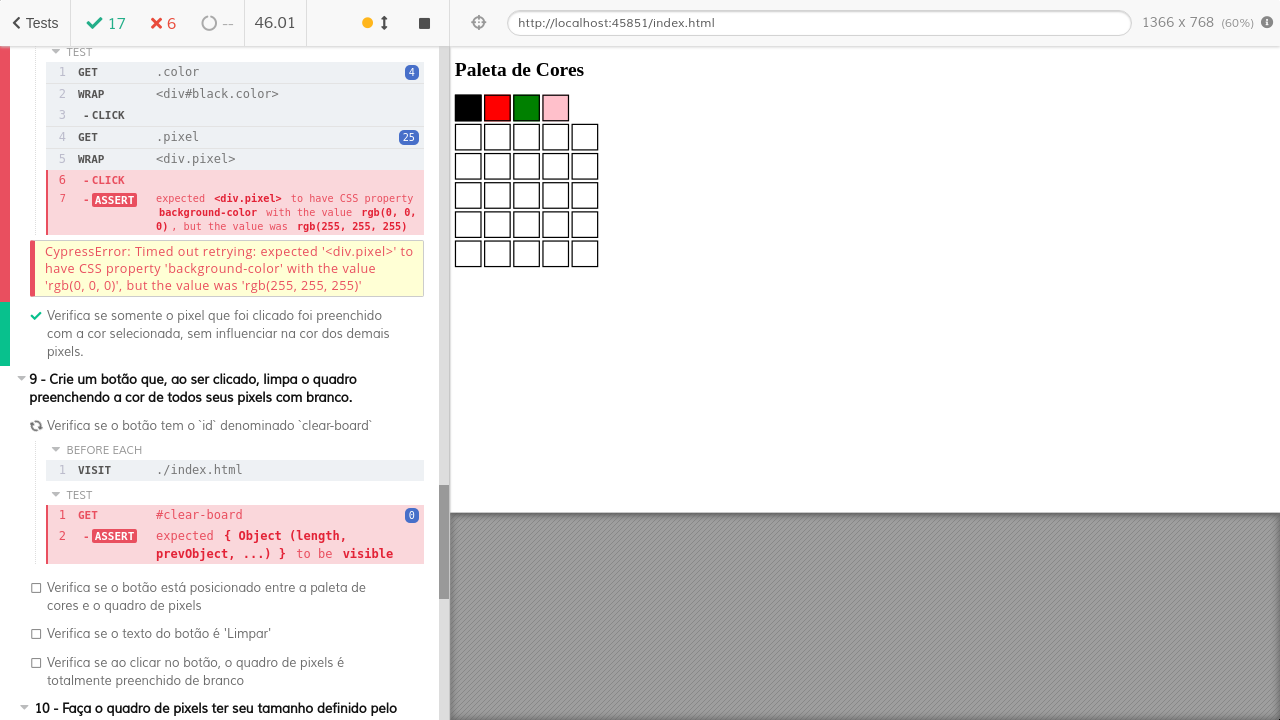 Tests 17 6 -- 46.01
http://localhost:45851/index.html 1366 x 768 (60%)
TEST
1 GET .color 4
2 WRAP <div#black.color>
3 - CLICK
4 GET .pixel 25
5 WRAP <div.pixel>
6 - CLICK
7 - ASSERT expected <div.pixel> to have CSS property
background-color with the value rgb(0, 0,
0) , but the value was rgb(255, 255, 255)
CypressError: Timed out retrying: expected '<div.pixel>' to
have CSS property 'background-color' with the value
'rgb(0, 0, 0)', but the value was 'rgb(255, 255, 255)'
Verifica se somente o pixel que foi clicado foi preenchido
com a cor selecionada, sem influenciar na cor dos demais
pixels.
9 - Crie um botão que, ao ser clicado, limpa o quadro
preenchendo a cor de todos seus pixels com branco.
Verifica se o botão tem o `id` denominado `clear-board`
BEFORE EACH
1 VISIT ./index.html
TEST
1 GET #clear-board 0
2 - ASSERT expected { Object (length,
prevObject, ...) } to be visible
Verifica se o botão está posicionado entre a paleta de
cores e o quadro de pixels
Verifica se o texto do botão é 'Limpar'
Verifica se ao clicar no botão, o quadro de pixels é
totalmente preenchido de branco
10 - Faça o quadro de pixels ter seu tamanho definido pelo
Paleta de Cores